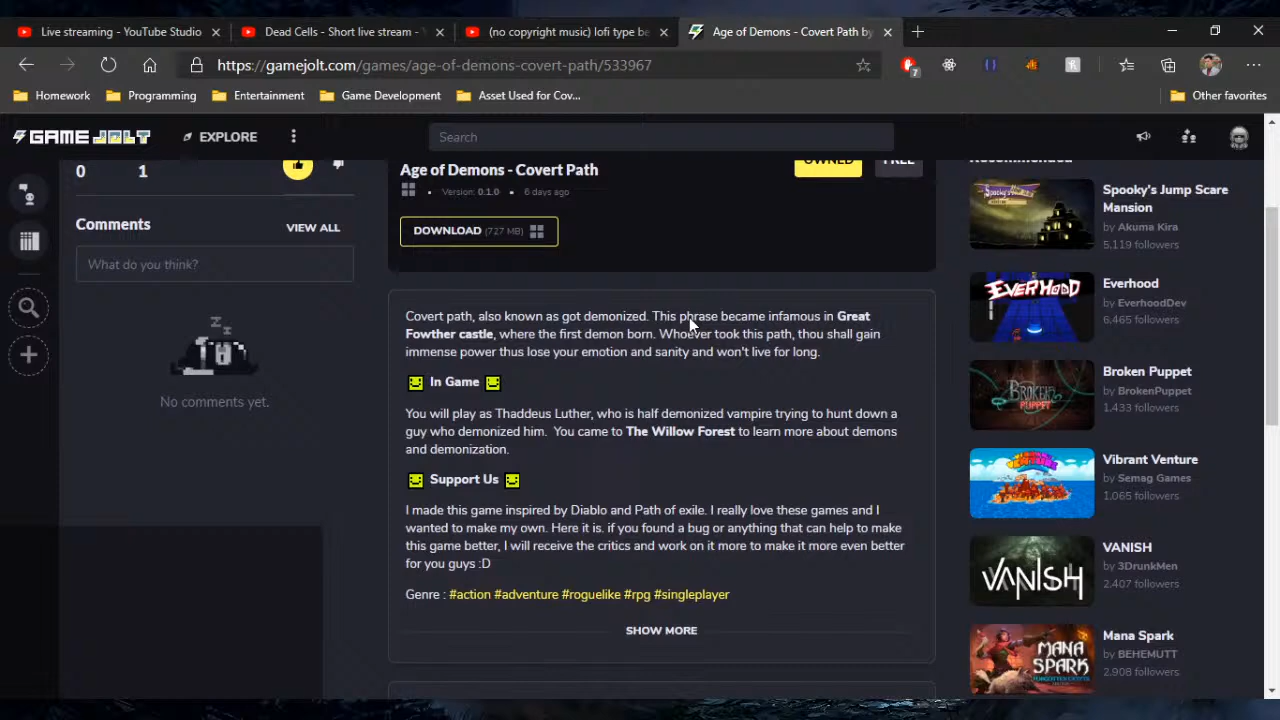 Live streaming - YouTube Studio
Dead Cells - Short live stream -
(no copyright music) lofi type be
Age of Demons - Covert Path by
https://gamejolt.com/games/age-of-demons-covert-path/533967
7
Homework
Programming
Entertainment
Game Development
Asset Used for Cov...
Other favorites
GAME JOLT
EXPLORE
Search
0
1
Comments
VIEW ALL
What do you think?
No comments yet.
OWNED
FREE
Age of Demons - Covert Path
• Version: 0.1.0 • 6 days ago
DOWNLOAD (727 MB)
Covert path, also known as got demonized. This phrase became infamous in Great
Fowther castle, where the first demon born. Whoever took this path, thou shall gain
immense power thus lose your emotion and sanity and won't live for long.
In Game
You will play as Thaddeus Luther, who is half demonized vampire trying to hunt down a
guy who demonized him. You came to The Willow Forest to learn more about demons
and demonization.
Support Us
I made this game inspired by Diablo and Path of exile. I really love these games and I
wanted to make my own. Here it is. if you found a bug or anything that can help to make
this game better, I will receive the critics and work on it more to make it more even better
for you guys :D
Genre : #action #adventure #roguelike #rpg #singleplayer
SHOW MORE
Recommended
Spooky's Jump Scare
Mansion
by Akuma Kira
5,119 followers
EVERHOOD
Everhood
by EverhoodDev
6,465 followers
BROKEN
PUPPET
Broken Puppet
by BrokenPuppet
1,433 followers
Vibrant Venture
by Semag Games
1,065 followers
VANISH
VANISH
by 3DrunkMen
2,407 followers
MANA
SPARK
Mana Spark
by BEHEMUTT
2,908 followers